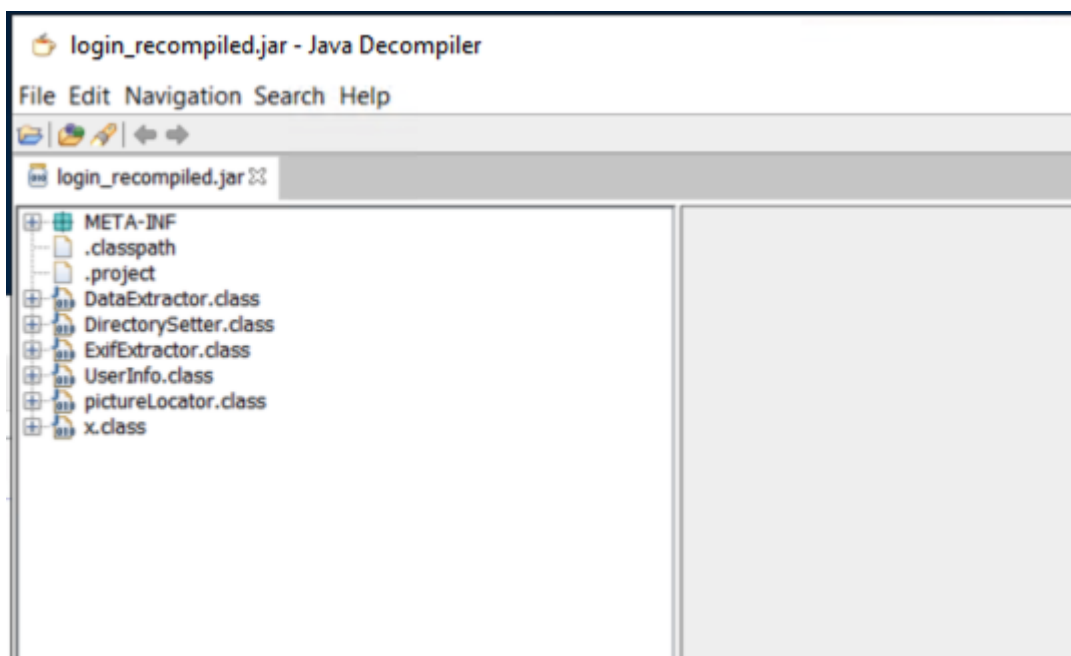 login_recompiled.jar - Java Decompiler
File Edit Navigation Search Help
login_recompiled.jar
META-INF
.classpath
.project
DataExtractor.class
DirectorySetter.class
ExifExtractor.class
UserInfo.class
pictureLocator.class
x.class